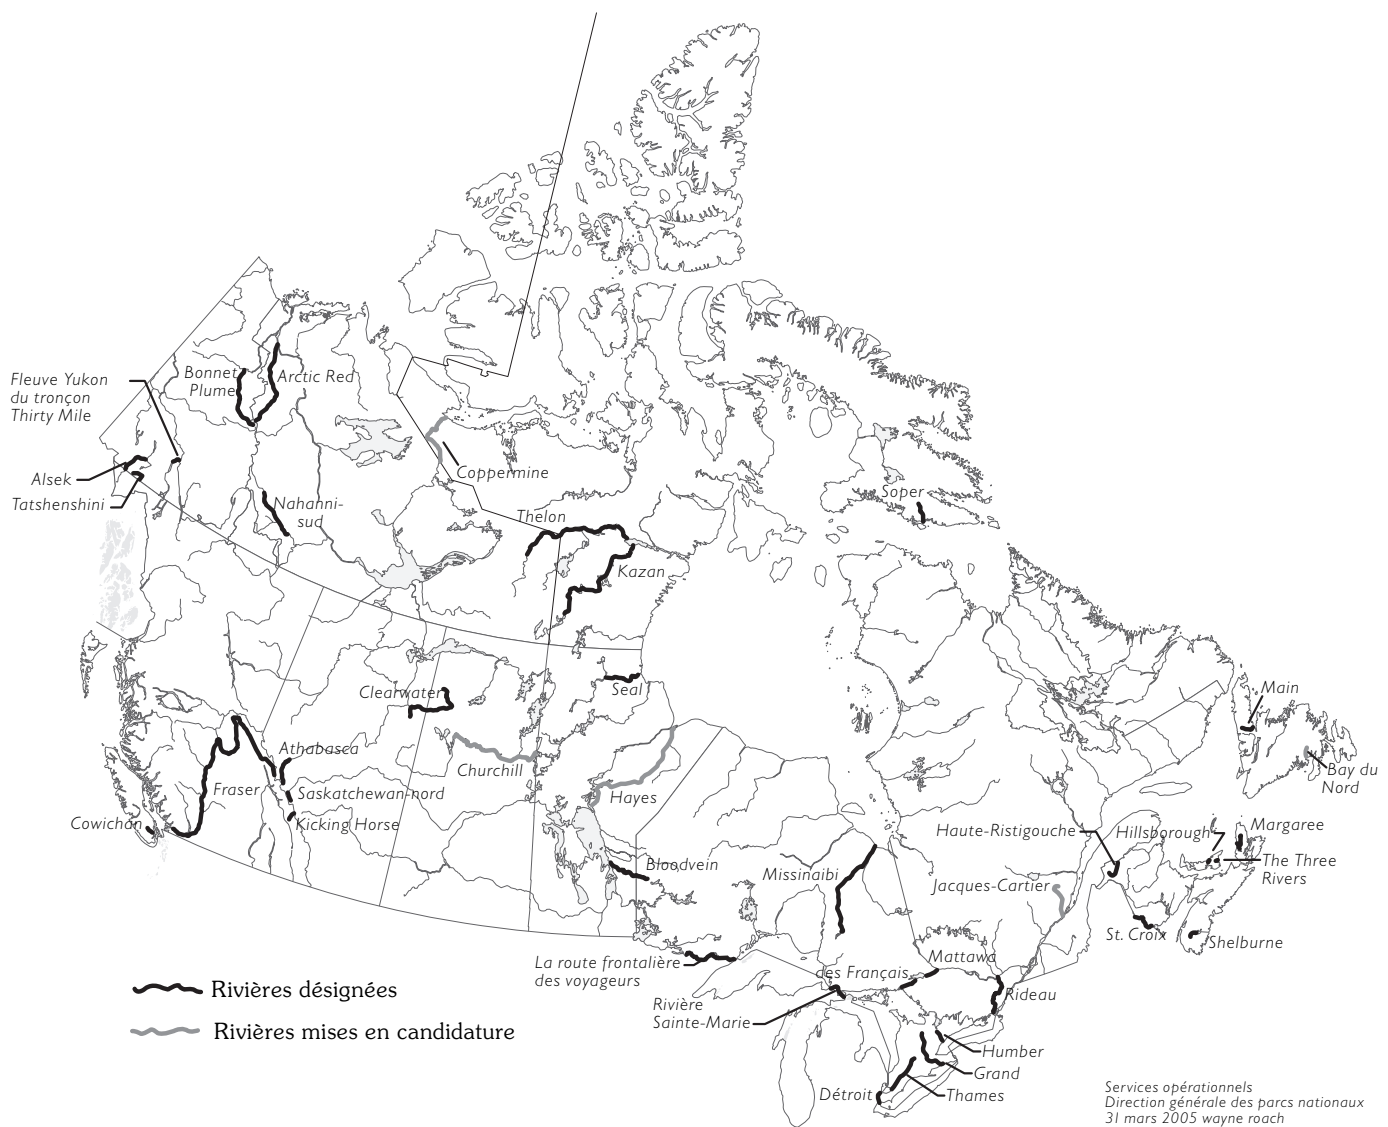 Bonnet
Plume
Arctic Red
Fleuve Yukon
du tronçon
Thirty Mile
Alsek
Tatshenshini
Coppermine
Nahanni-
sud
Thelon
Soper
Kazan
Clearwater
Seal
Main
Athabasca
Churchill
Bay du
Nord
Fraser
Saskatchewan-nord
Hayes
Cowichan
Kicking Horse
Haute-Ristigouche
Hillsborough
Margaree
Bloodvein
Missinaibi
The Three
Rivers
Jacques-Cartier
St. Croix
Shelburne
La route frontalière
des voyageurs
des Français
Mattawa
Rivières désignées
Rideau
Rivière
Sainte-Marie
Rivières mises en candidature
Humber
Grand
Détroit
Thames
Services opérationnels
Direction générale des parcs nationaux
31 mars 2005 wayne roach